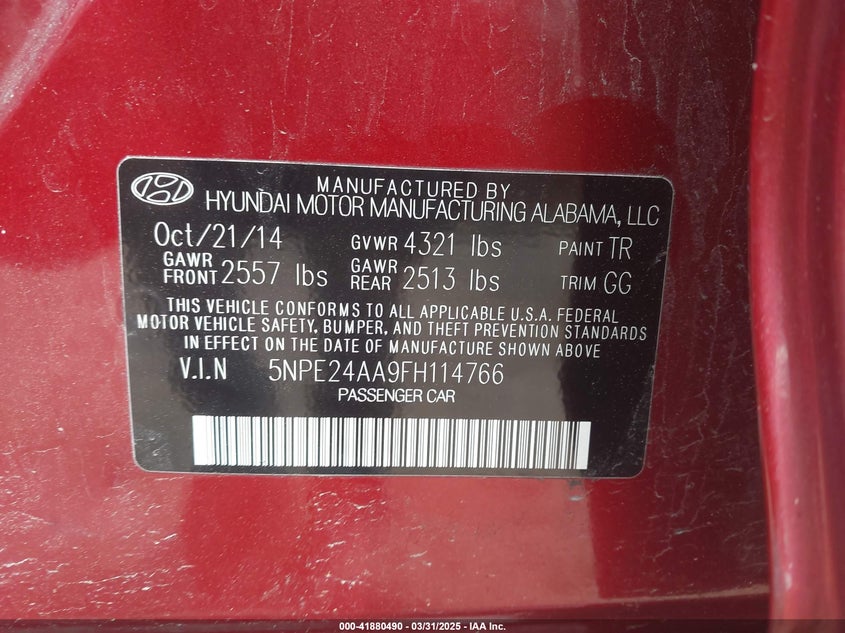 MANUFACTURED BY
HYUNDAI MOTOR MANUFACTURING ALABAMA, LLC
Oct/21/14 GVWR 4321 lbs PAINT TR
GAWR FRONT 2557 lbs GAWR REAR 2513 lbs TRIM GG
THIS VEHICLE CONFORMS TO ALL APPLICABLE U.S.A. FEDERAL
MOTOR VEHICLE SAFETY, BUMPER, AND THEFT PREVENTION STANDARDS
IN EFFECT ON THE DATE OF MANUFACTURE SHOWN ABOVE
V.I.N 5NPE24AA9FH114766
PASSENGER CAR
000-41880490 - 03/31/2025 - IAA Inc.